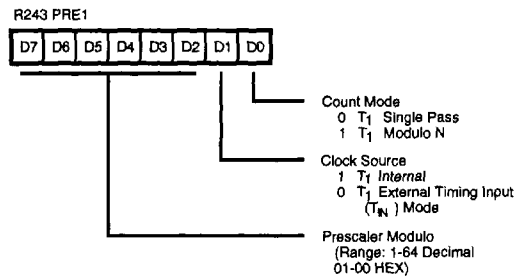 R243 PRE1
D7 D6 D5 D4 D3 D2 D1 D0
Count Mode
0 T1 Single Pass
1 T1 Modulo N
Clock Source
1 T1 Internal
0 T1 External Timing Input
(TIN ) Mode
Prescaler Modulo
(Range: 1-64 Decimal
01-00 HEX)